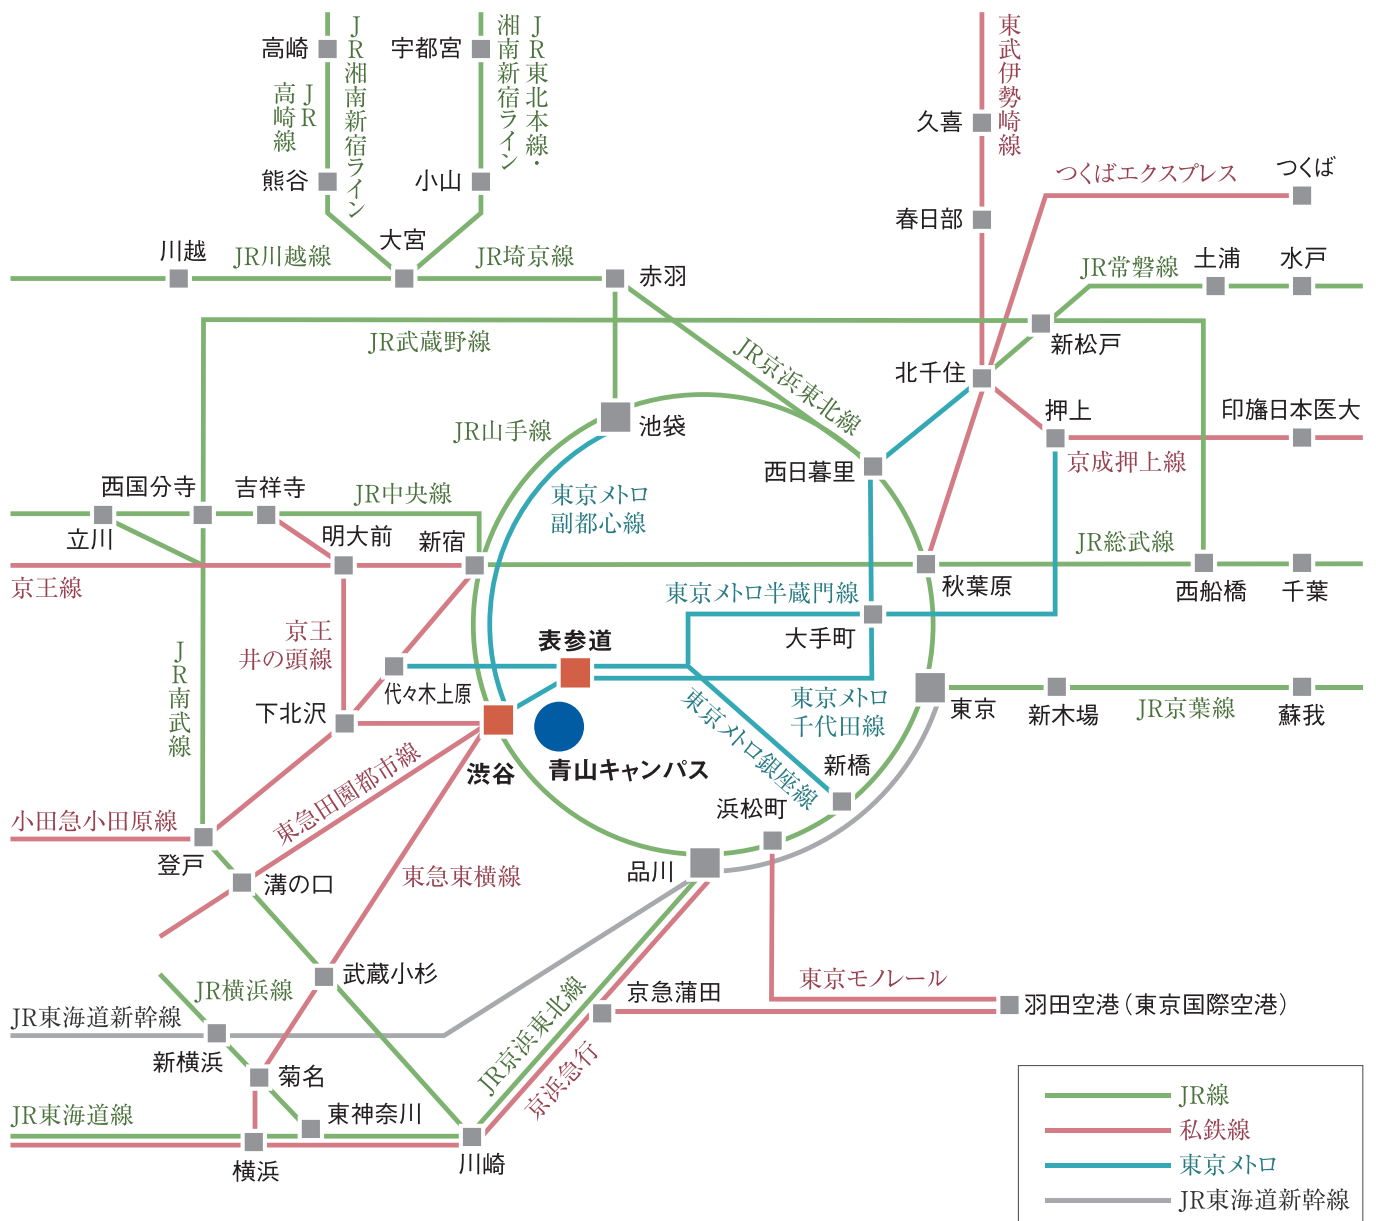 高崎
JR湘南新宿ライン
JR
高崎線
熊谷
宇都宮
JR東北本線・
湘南新宿ライン
小山
東武伊勢崎線
久喜
春日部
つくばエクスプレス
つくば
川越
JR川越線
大宮
JR埼京線
赤羽
JR常磐線
土浦
水戸
JR武蔵野線
新松戸
JR京浜東北線
北千住
押上
印旛日本医大
京成押上線
JR山手線
池袋
西日暮里
西国分寺
吉祥寺
JR中央線
東京メトロ
副都心線
立川
明大前
新宿
JR総武線
京王線
秋葉原
西船橋
千葉
東京メトロ半蔵門線
大手町
京王
井の頭線
表参道
JR南武線
代々木上原
下北沢
東京メトロ
千代田線
東京メトロ銀座線
東京
新木場
JR京葉線
蘇我
渋谷
青山キャンパス
新橋
浜松町
小田急小田原線
東急田園都市線
登戸
溝の口
東急東横線
品川
武蔵小杉
JR横浜線
JR東海道新幹線
新横浜
菊名
JR京浜東北線
京急蒲田
東京モノレール
羽田空港（東京国際空港）
京浜急行
JR東海道線
東神奈川
横浜
川崎
JR線
私鉄線
東京メトロ
JR東海道新幹線